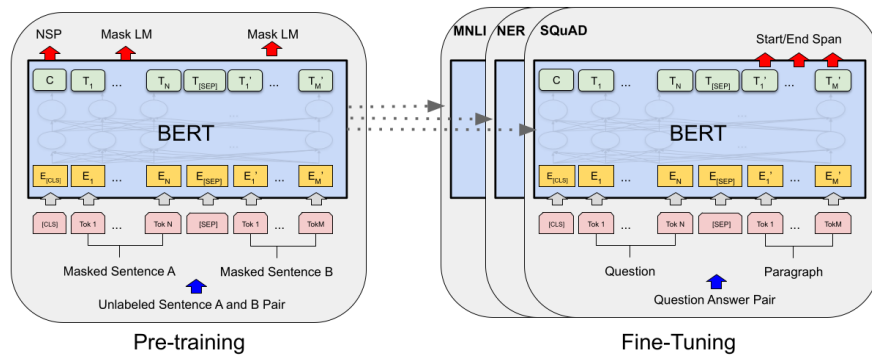 NSP Mask LM Mask LM
C T1 ... TN T[SEP] T1' ... TM'
BERT
E[CLS] E1 ... EN E[SEP] E1' ... EM'
[CLS] Tok 1 ... Tok N [SEP] Tok 1 ... TokM
Masked Sentence A Masked Sentence B
Unlabeled Sentence A and B Pair
Pre-training
MNLI NER SQuAD
Start/End Span
C T1 ... TN T[SEP] T1' ... TM'
BERT
E[CLS] E1 ... EN E[SEP] E1' ... EM'
[CLS] Tok 1 ... Tok N [SEP] Tok 1 ... TokM
Question Paragraph
Question Answer Pair
Fine-Tuning